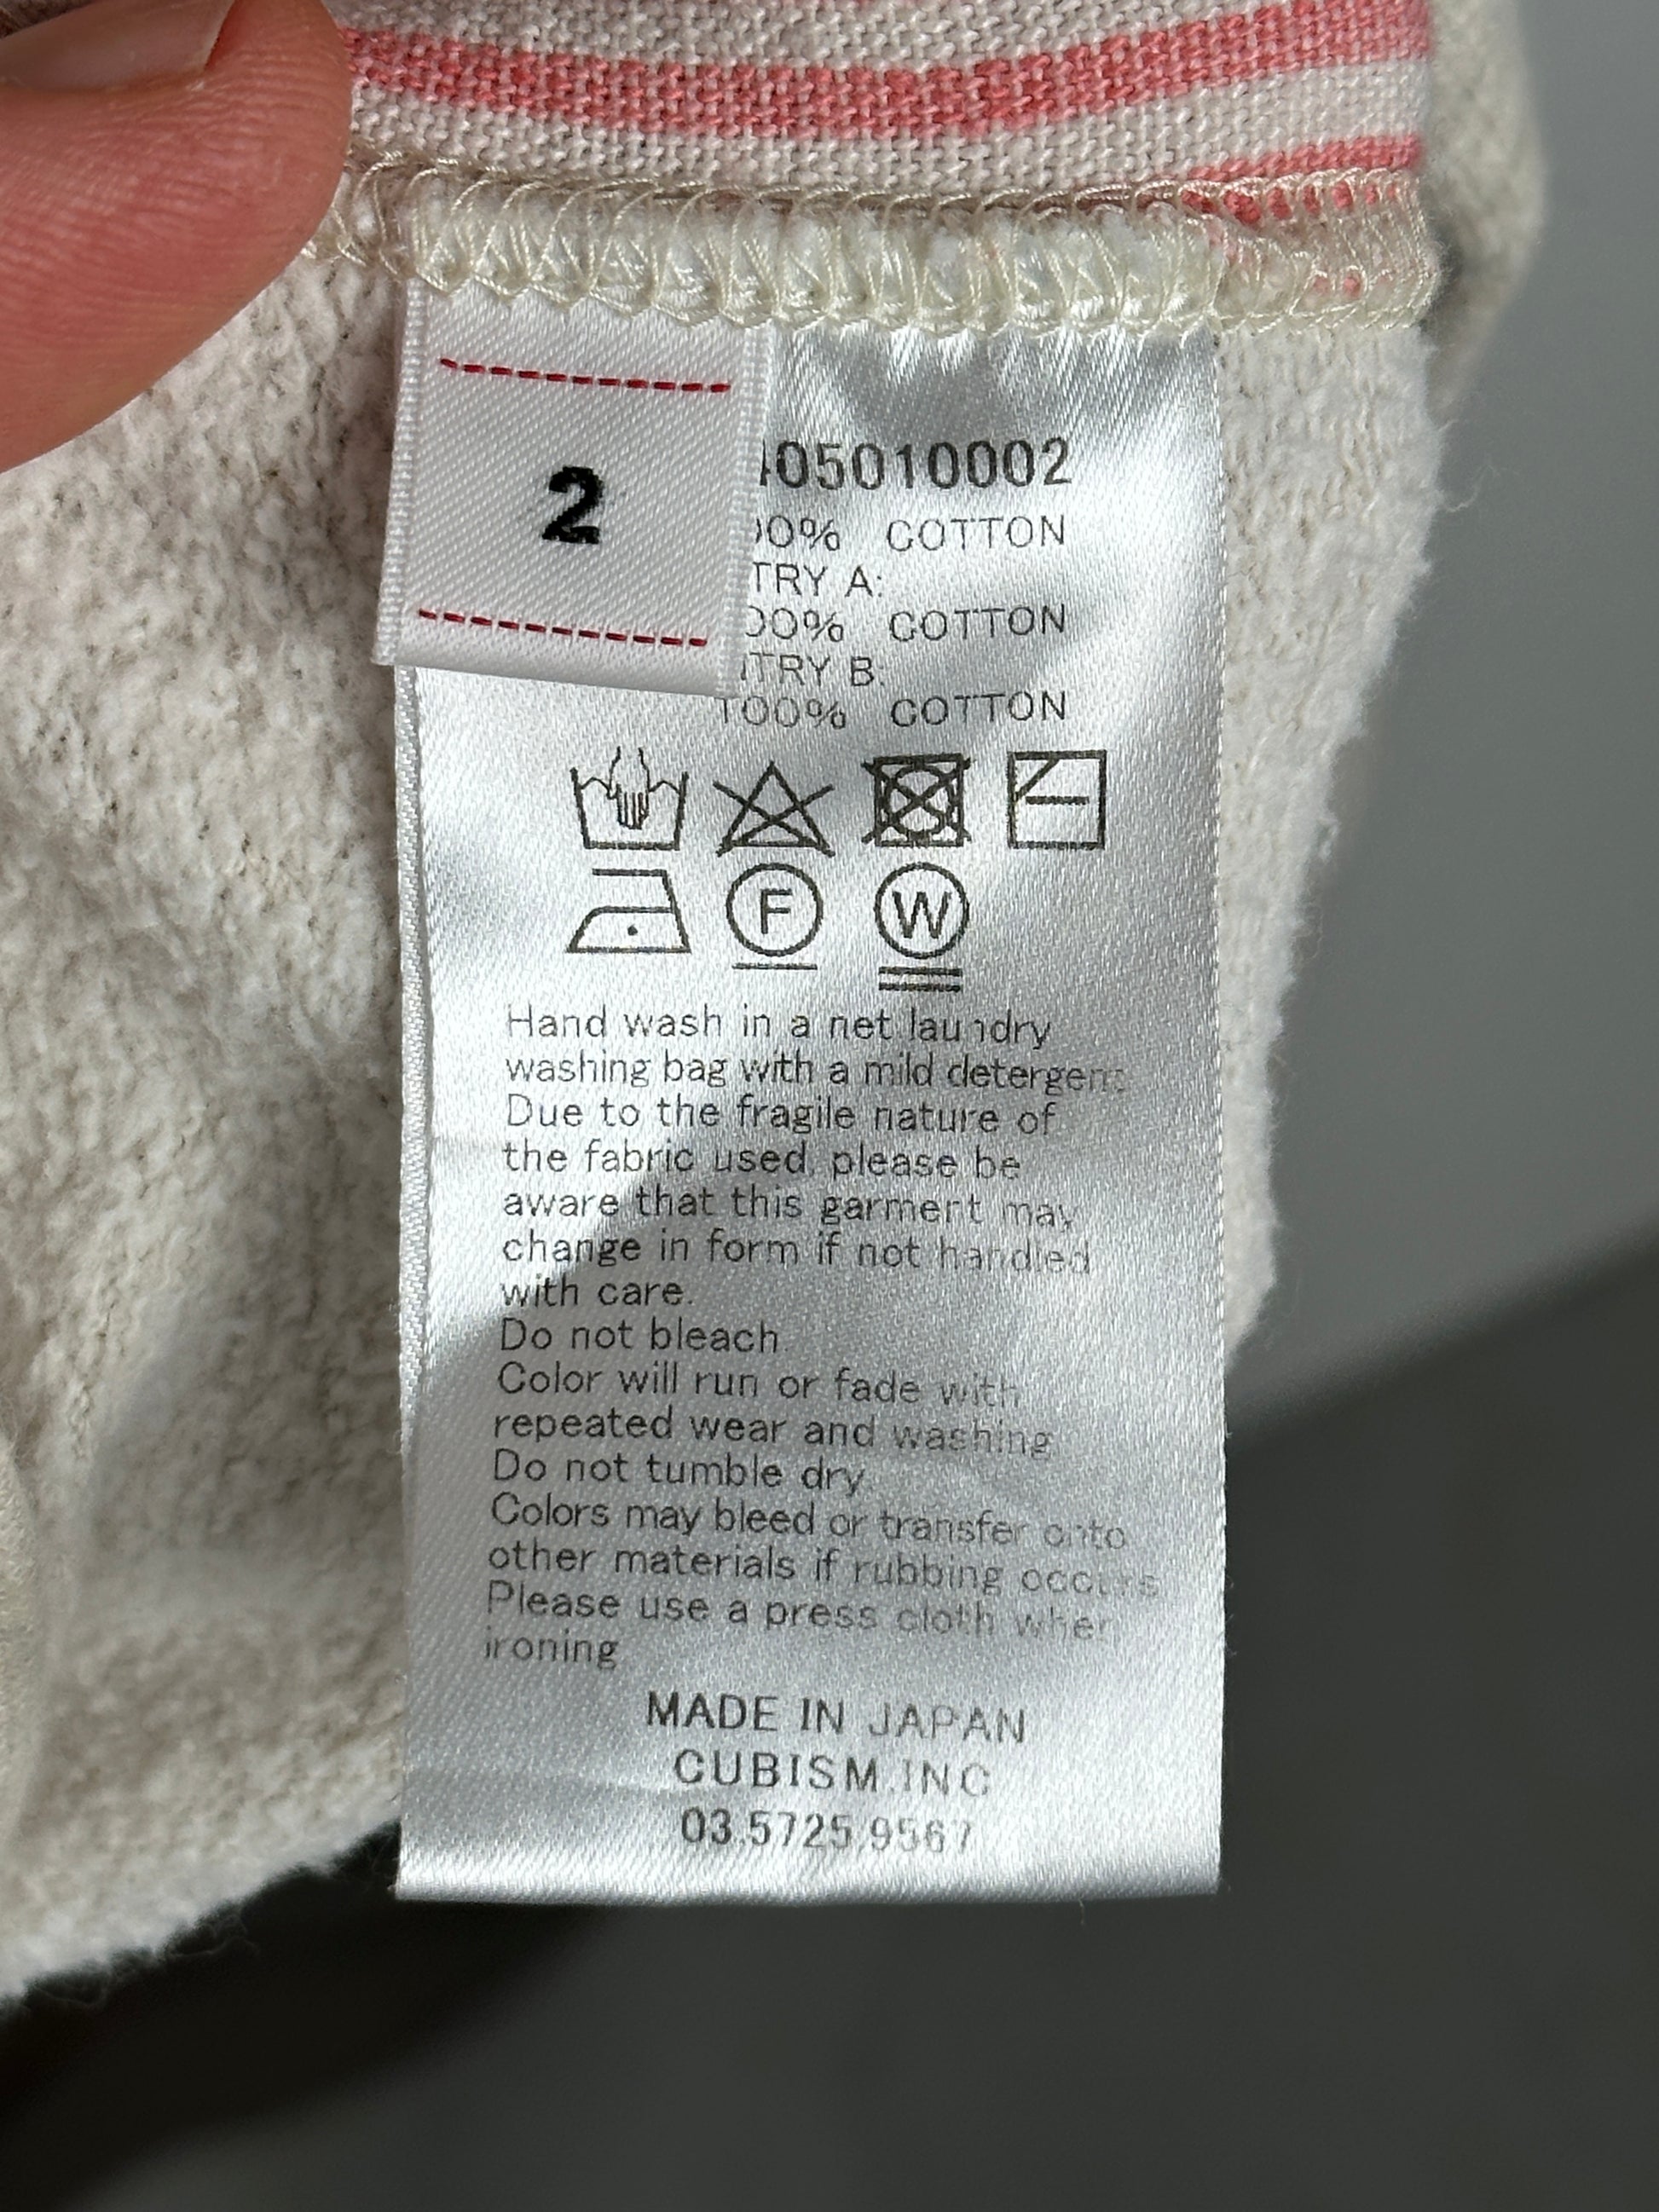 2
05010002
00% COTTON
TRY A:
00% COTTON
TRY B:
100% COTTON
F W
Hand wash in a net laundry
washing bag with a mild detergent
Due to the fragile nature of
the fabric used, please be
aware that this garment may
change in form if not handled
with care.
Do not bleach.
Color will run or fade with
repeated wear and washing
Do not tumble dry.
Colors may bleed or transfer onto
other materials if rubbing occurs
Please use a press cloth when
ironing
MADE IN JAPAN
CUBISM.INC
03.5725.9567